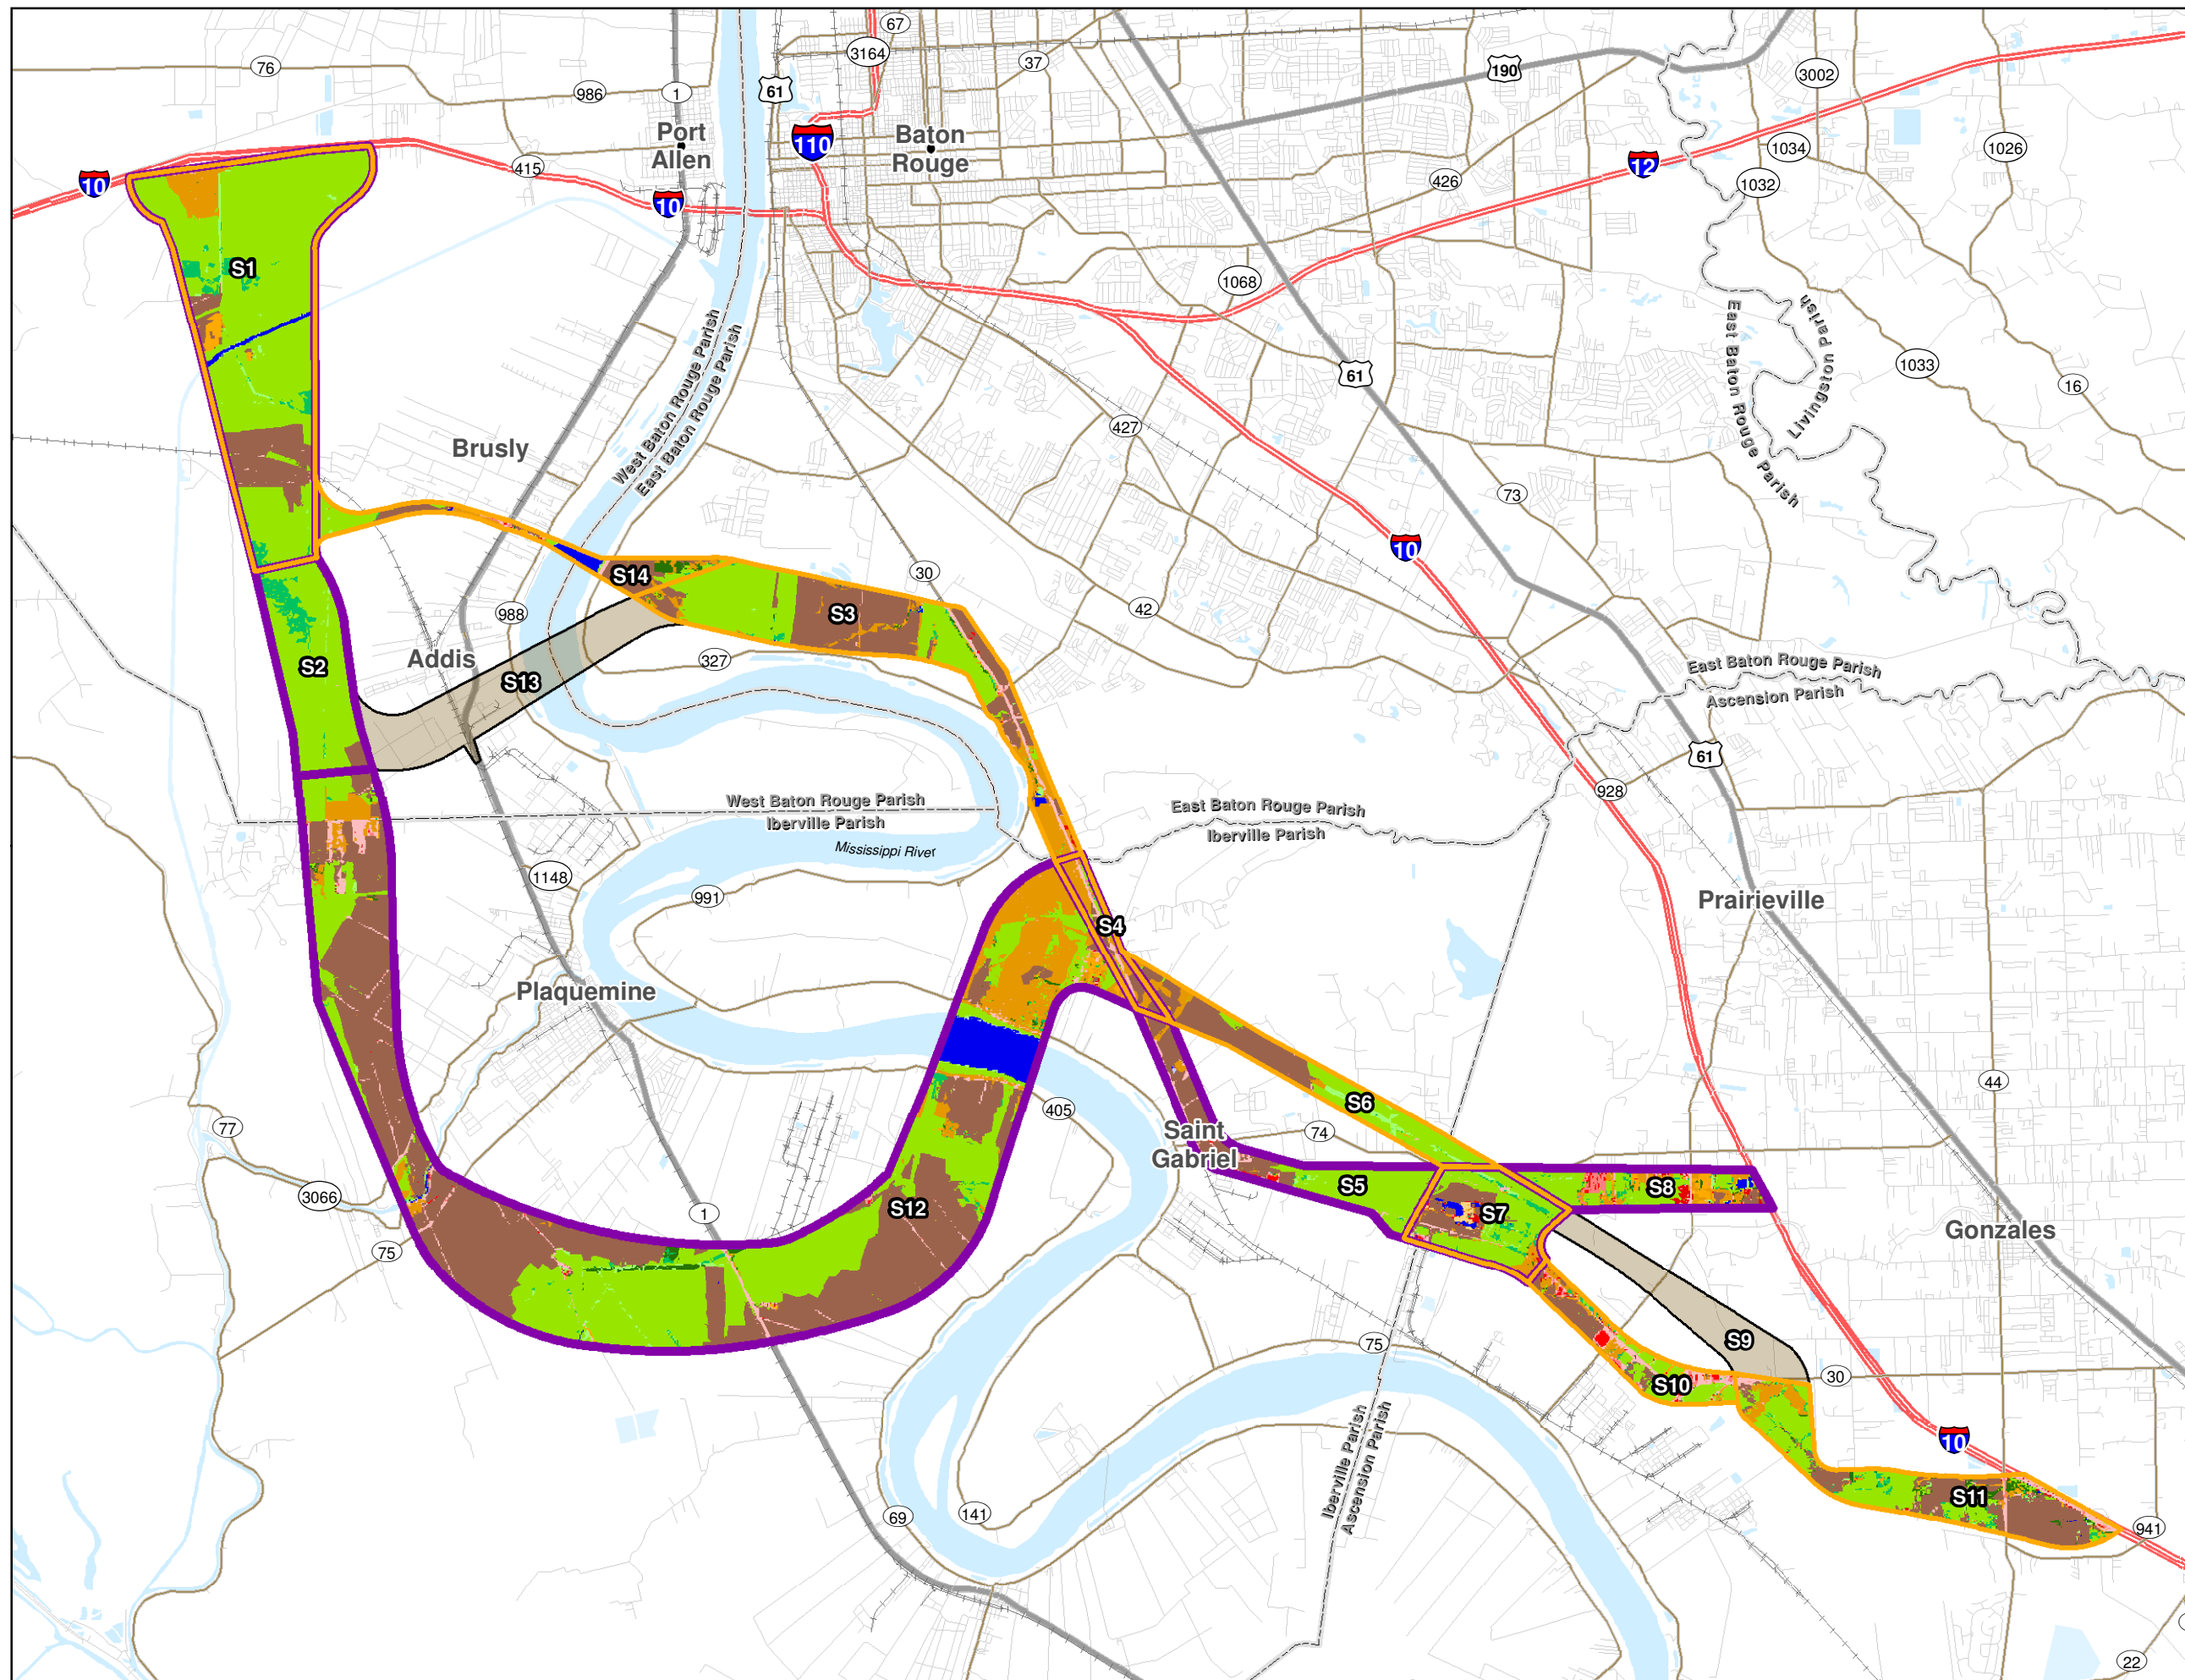 67
3164
76
37
190
3002
986
1
61
110
Port
Allen
Baton
Rouge
1034
1026
415
12
10
426
1032
10
S1
1068
East Baton Rouge Parish
Livingston Parish
West Baton Rouge Parish
East Baton Rouge Parish
1033
61
16
427
Brusly
73
10
30
S14
42
988
S3
Addis
S2
327
S13
East Baton Rouge Parish
Ascension Parish
61
928
West Baton Rouge Parish
Iberville Parish
East Baton Rouge Parish
Iberville Parish
Mississippi River
1148
991
Prairieville
S4
Plaquemine
44
S6
405
77
Saint
Gabriel
74
3066
S5
S8
S12
S7
1
Gonzales
75
75
S9
30
S10
10
Iberville Parish
Ascension Parish
S11
69
141
941
22